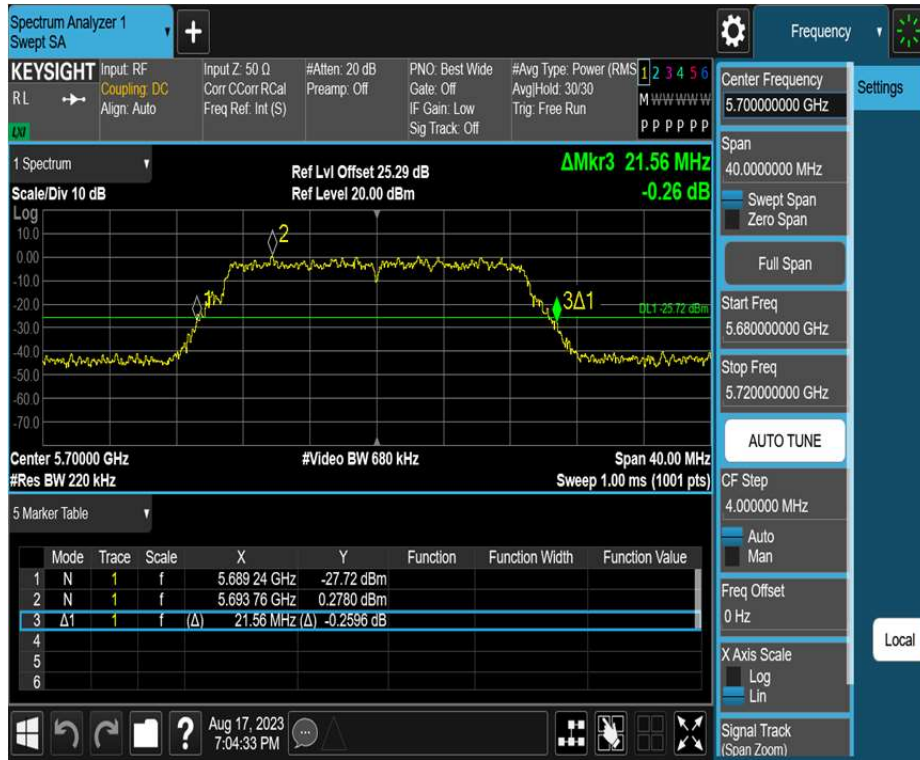 Spectrum Analyzer 1
Swept SA
+
Frequency
KEYSIGHT
RL
LXI
Input: RF
Coupling: DC
Align: Auto
Input Z: 50 Ω
Corr CCorr RCal
Freq Ref: Int (S)
#Atten: 20 dB
Preamp: Off
PNO: Best Wide
Gate: Off
IF Gain: Low
Sig Track: Off
#Avg Type: Power (RMS
Avg|Hold: 30/30
Trig: Free Run
1 2 3 4 5 6
M W W W W W
P P P P P P
1 Spectrum
Scale/Div 10 dB
Ref Lvl Offset 25.29 dB
Ref Level 20.00 dBm
ΔMkr3 21.56 MHz
-0.26 dB
Log
10.0
0.00
-10.0
-20.0
-30.0
-40.0
-50.0
-60.0
-70.0
2
1
3Δ1
DL1 -25.72 dBm
Center 5.70000 GHz
#Res BW 220 kHz
#Video BW 680 kHz
Span 40.00 MHz
Sweep 1.00 ms (1001 pts)
5 Marker Table
Mode Trace Scale X Y Function Function Width Function Value
1 N 1 f 5.689 24 GHz -27.72 dBm
2 N 1 f 5.693 76 GHz 0.2780 dBm
3 Δ1 1 f (Δ) 21.56 MHz (Δ) -0.2596 dB
4
5
6
Aug 17, 2023
7:04:33 PM
Center Frequency
5.70000000 GHz
Settings
Span
40.0000000 MHz
Swept Span
Zero Span
Full Span
Start Freq
5.680000000 GHz
Stop Freq
5.720000000 GHz
AUTO TUNE
CF Step
4.000000 MHz
Auto
Man
Freq Offset
0 Hz
Local
X Axis Scale
Log
Lin
Signal Track
(Span Zoom)